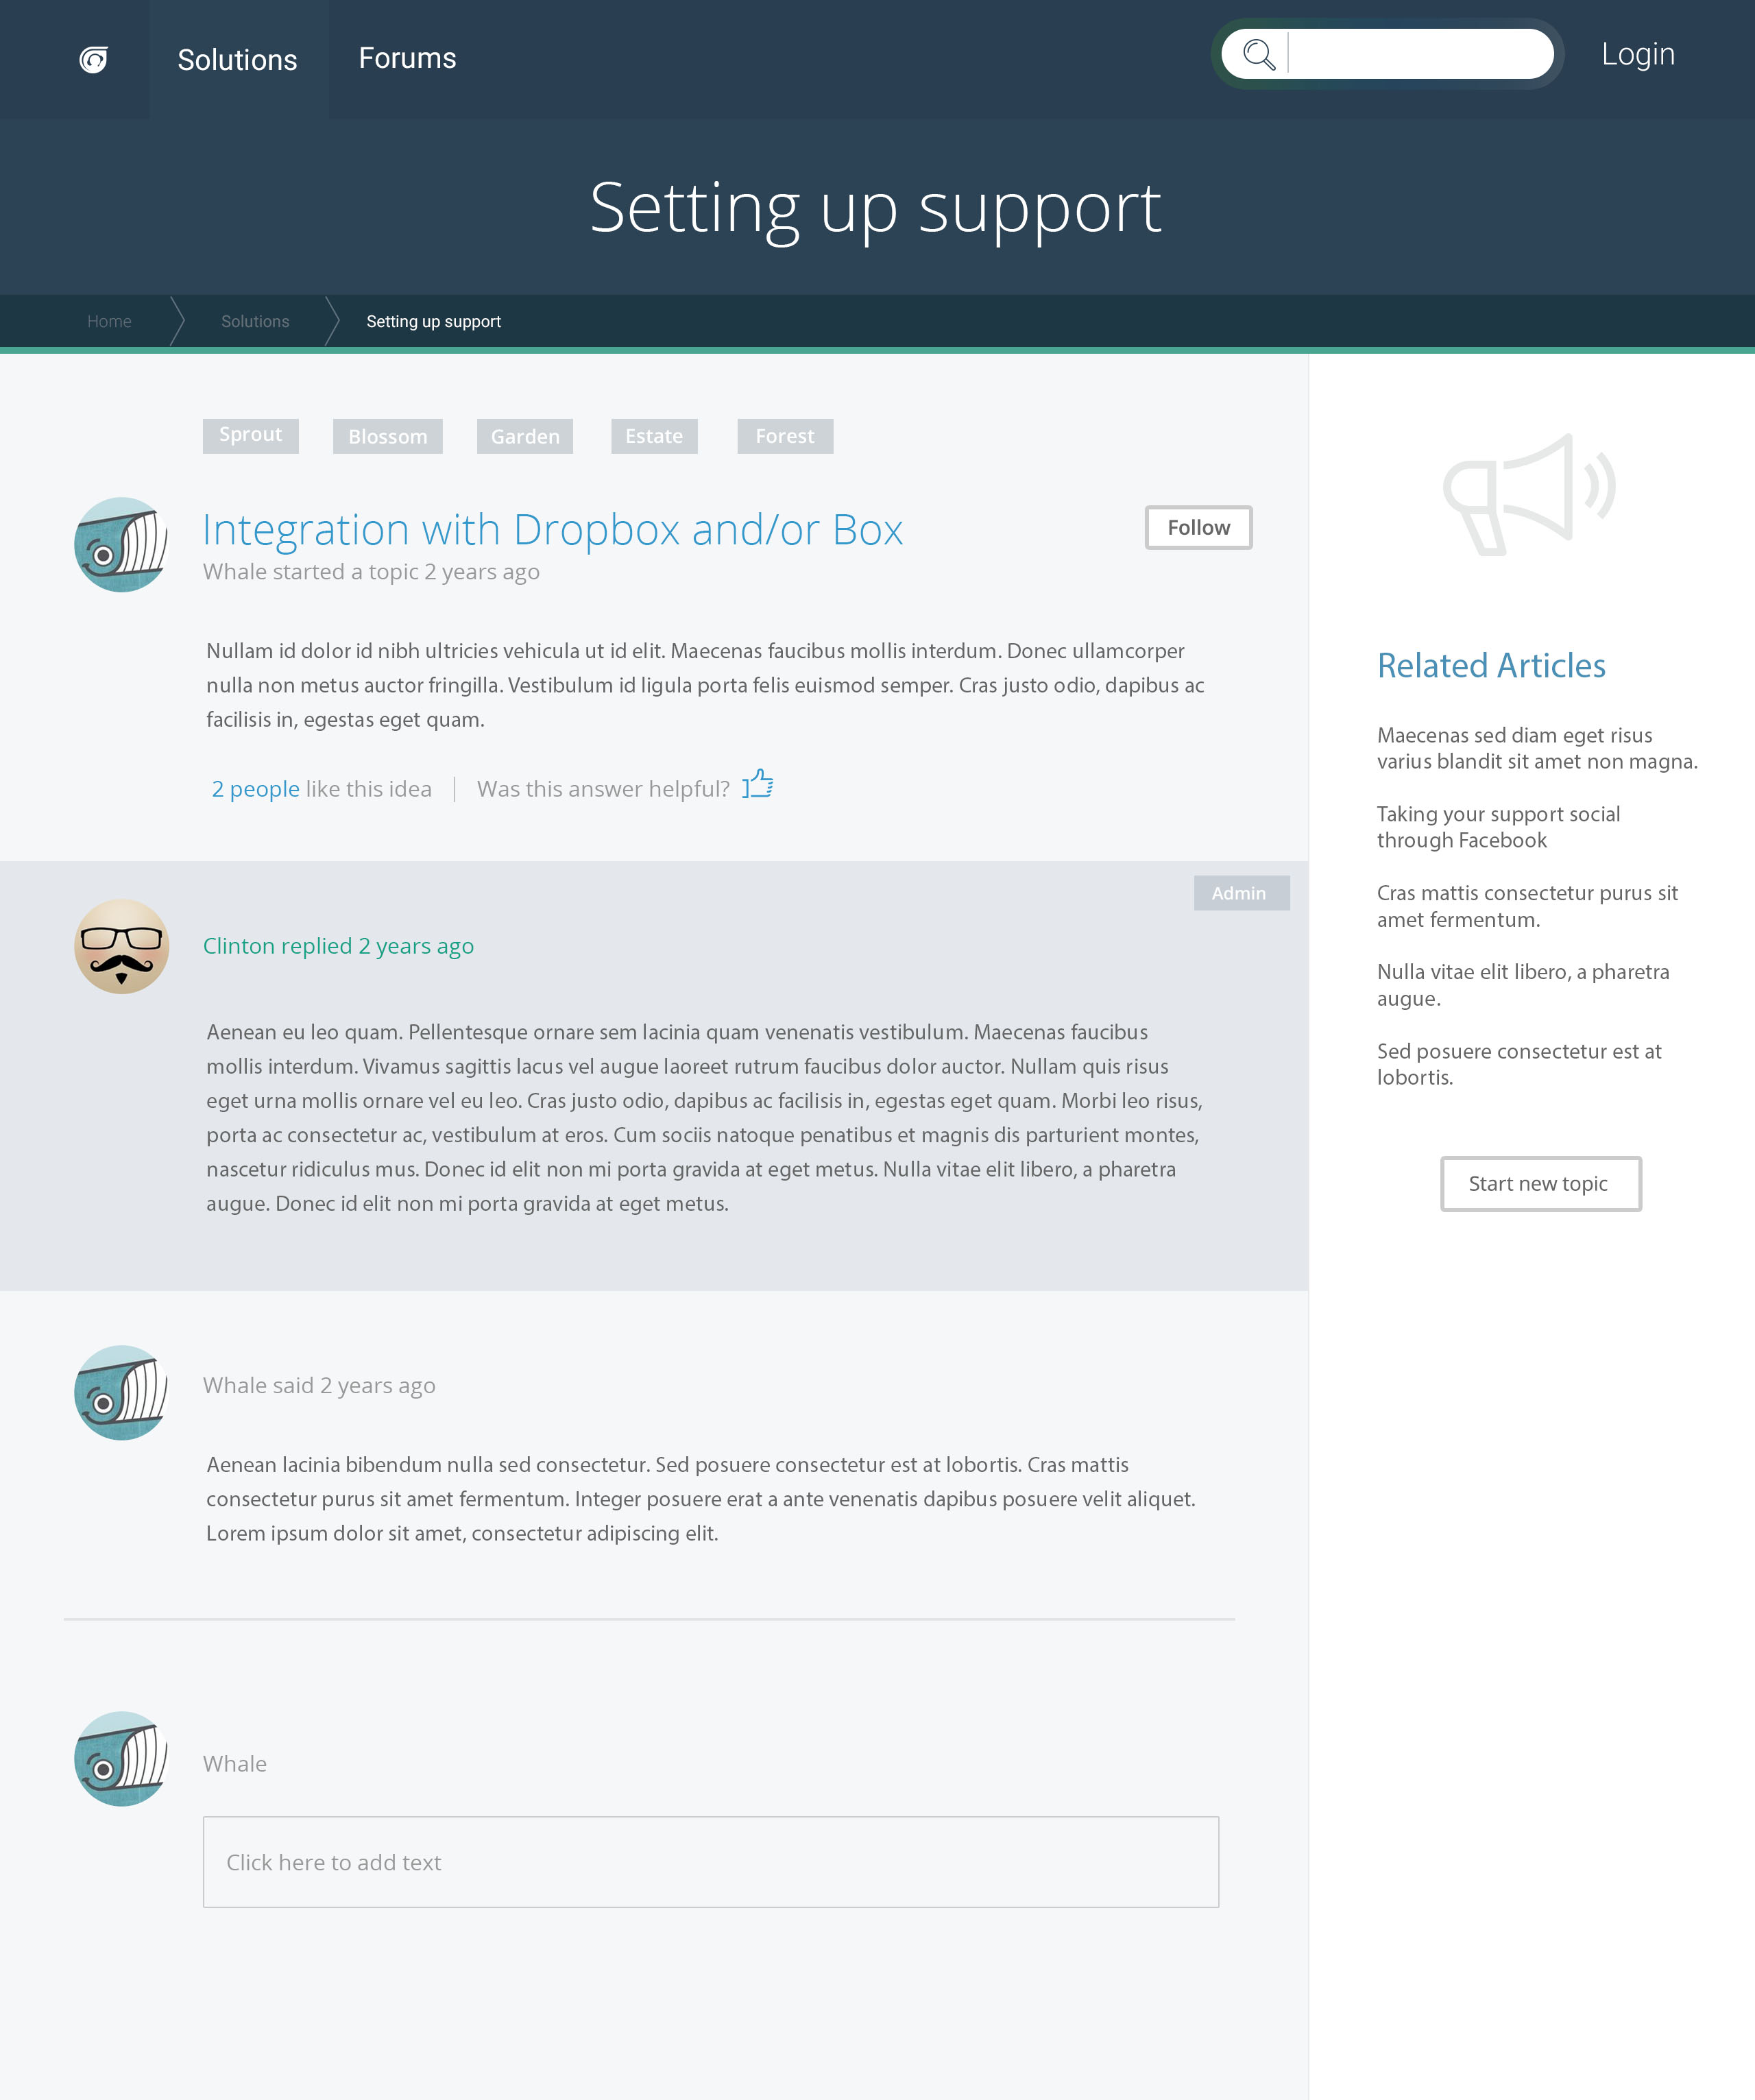 Solutions
Forums
Login
Setting up support
Home
Solutions
Setting up support
Sprout
Blossom
Garden
Estate
Forest
Integration with Dropbox and/or Box
Follow
Whale started a topic 2 years ago
Nullam id dolor id nibh ultricies vehicula ut id elit. Maecenas faucibus mollis interdum. Donec ullamcorper
nulla non metus auctor fringilla. Vestibulum id ligula porta felis euismod semper. Cras justo odio, dapibus ac
facilisis in, egestas eget quam.
2 people like this idea
Was this answer helpful?
Admin
Clinton replied 2 years ago
Aenean eu leo quam. Pellentesque ornare sem lacinia quam venenatis vestibulum. Maecenas faucibus
mollis interdum. Vivamus sagittis lacus vel augue laoreet rutrum faucibus dolor auctor. Nullam quis risus
eget urna mollis ornare vel eu leo. Cras justo odio, dapibus ac facilisis in, egestas eget quam. Morbi leo risus,
porta ac consectetur ac, vestibulum at eros. Cum sociis natoque penatibus et magnis dis parturient montes,
nascetur ridiculus mus. Donec id elit non mi porta gravida at eget metus. Nulla vitae elit libero, a pharetra
augue. Donec id elit non mi porta gravida at eget metus.
Whale said 2 years ago
Aenean lacinia bibendum nulla sed consectetur. Sed posuere consectetur est at lobortis. Cras mattis
consectetur purus sit amet fermentum. Integer posuere erat a ante venenatis dapibus posuere velit aliquet.
Lorem ipsum dolor sit amet, consectetur adipiscing elit.
Whale
Click here to add text
Related Articles
Maecenas sed diam eget risus
varius blandit sit amet non magna.
Taking your support social
through Facebook
Cras mattis consectetur purus sit
amet fermentum.
Nulla vitae elit libero, a pharetra
augue.
Sed posuere consectetur est at
lobortis.
Start new topic